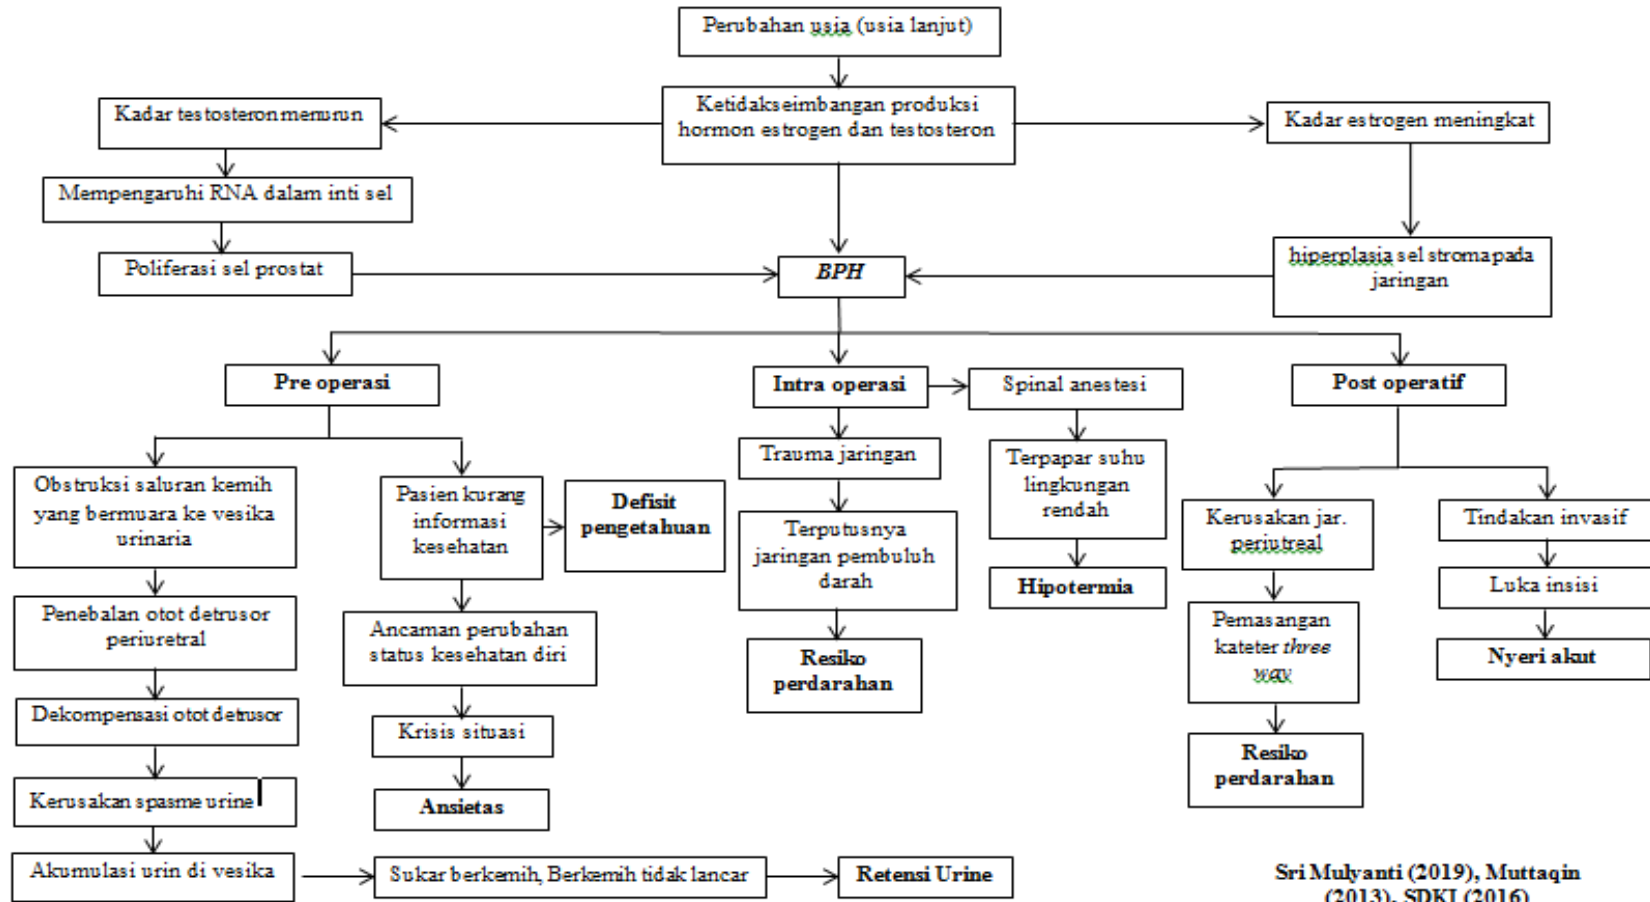 Perubahan usia (usia lanjut)
Ketidakseimbangan produksi
hormon estrogen dan testosteron
Kadar testosteron menurun
Kadar estrogen meningkat
Mempengaruhi RNA dalam inti sel
Poliferasi sel prostat
BPH
hiperplasia sel stroma pada
jaringan
Pre operasi
Intra operasi
Spinal anestesi
Post operatif
Obstruksi saluran kemih
yang bermuara ke vesika
urinaria
Pasien kurang
informasi
kesehatan
Defisit
pengetahuan
Trauma jaringan
Terpapar suhu
lingkungan
rendah
Kerusakan jar.
periutreal
Tindakan invasif
Terputusnya
jaringan pembuluh
darah
Hipotermia
Luka insisi
Penebalan otot detrusor
periuretral
Ancaman perubahan
status kesehatan diri
Resiko
perdarahan
Pemasangan
kateter three
way
Nyeri akut
Dekompensasi otot detrusor
Krisis situasi
Resiko
perdarahan
Kerusakan spasme urine
Ansietas
Akumulasi urin di vesika
Sukar berkemih, Berkemih tidak lancar
Retensi Urine
Sri Mulyanti (2019), Muttaqin
(2013), SDKI (2016)